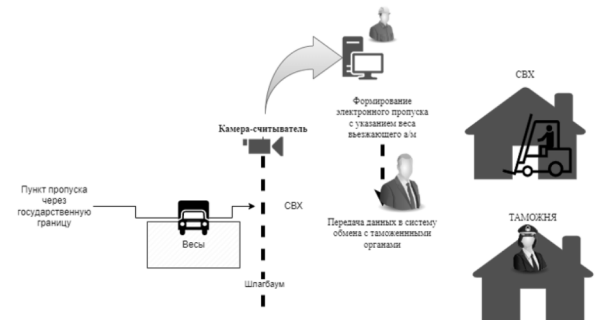 СВХ
Формирование
электронного пропуска
с указанием веса
въезжающего а/м
Камера-считыватель
Пункт пропуска
через
государственную
границу
СВХ
Весы
Шлагбаум
Передача данных в систему
обмена с таможенными
органами
ТАМОЖНЯ